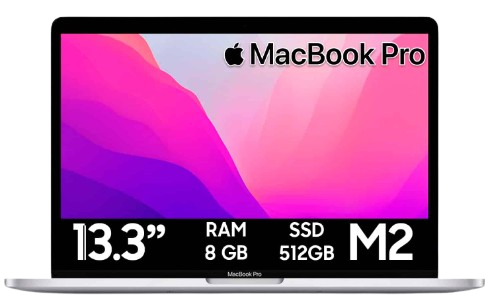 MacBook Pro
13.3”
RAM
8 GB
SSD
512GB
M2
MacBook Pro